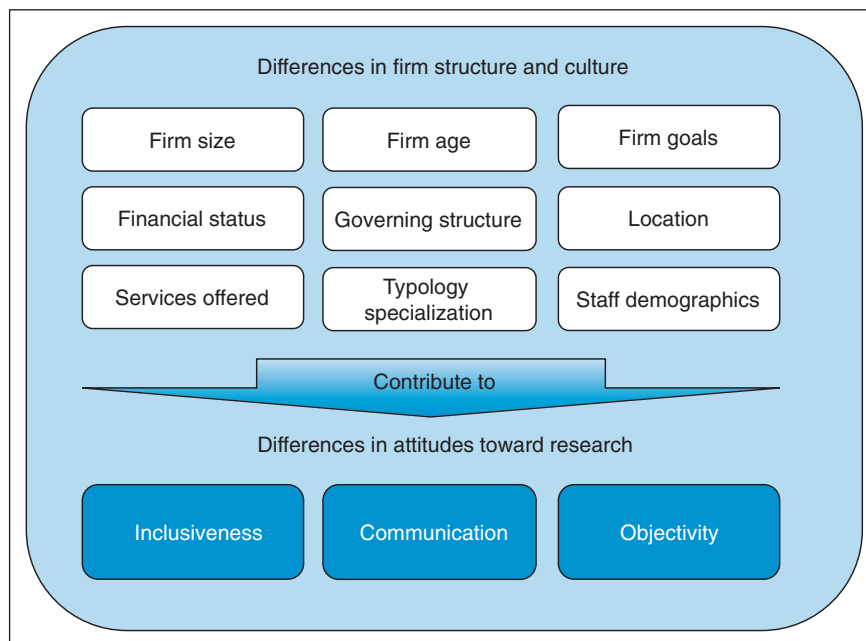 Differences in firm structure and culture
Firm size
Firm age
Firm goals
Financial status
Governing structure
Location
Services offered
Typology
specialization
Staff demographics
Contribute to
Differences in attitudes toward research
Inclusiveness
Communication
Objectivity